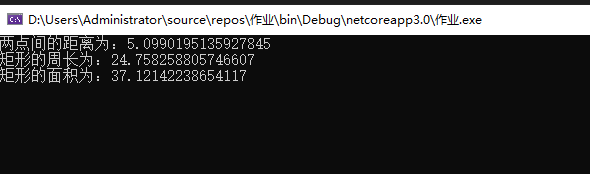 D:\Users\Administrator\source\repos\作业\bin\Debug\netcoreapp3.0\作业.exe
两点间的距离为：5.0990195135927845
矩形的周长为：24.758258805746607
矩形的面积为：37.12142238654117